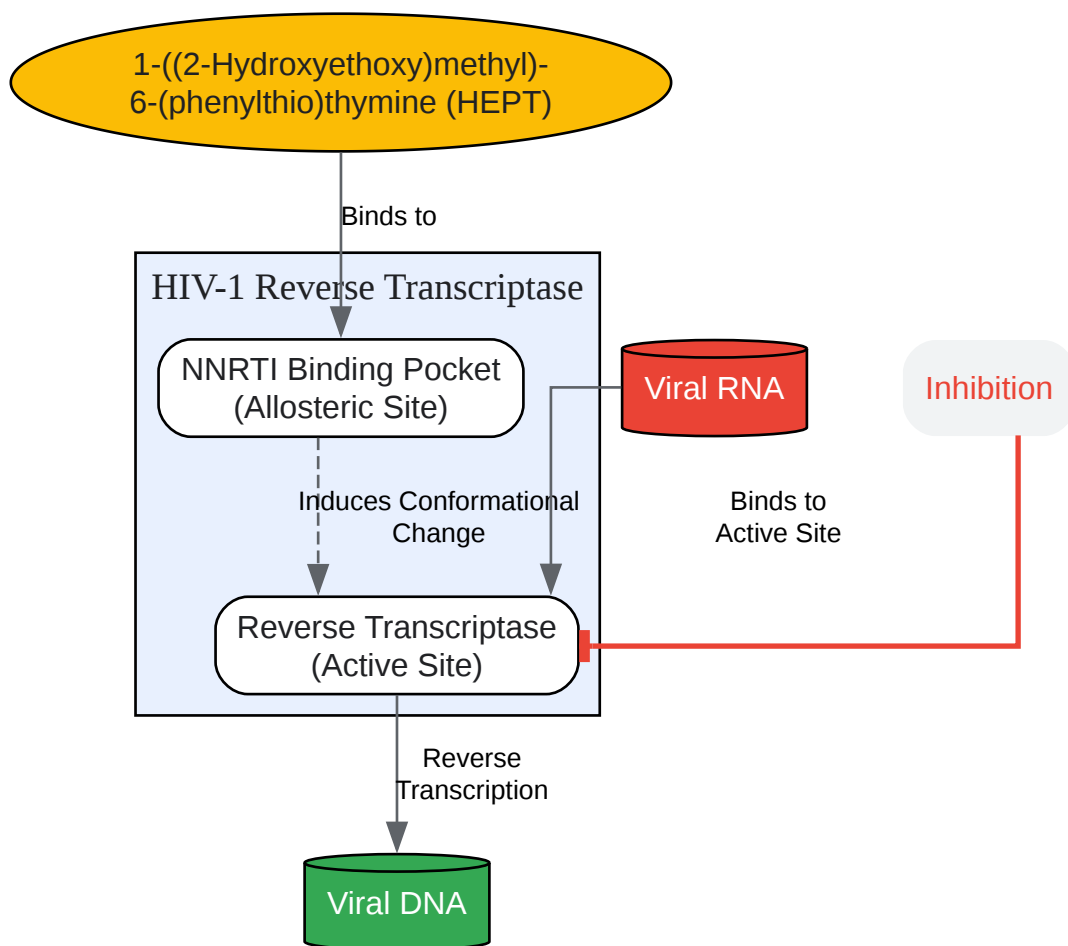 1-((2-Hydroxyethoxy)methyl)-
6-(phenylthio)thymine (HEPT)
Binds to
HIV-1 Reverse Transcriptase
NNRTI Binding Pocket
(Allosteric Site)
Viral RNA
Inhibition
Induces Conformational
Change
Binds to
Active Site
Reverse Transcriptase
(Active Site)
Reverse
Transcription
Viral DNA